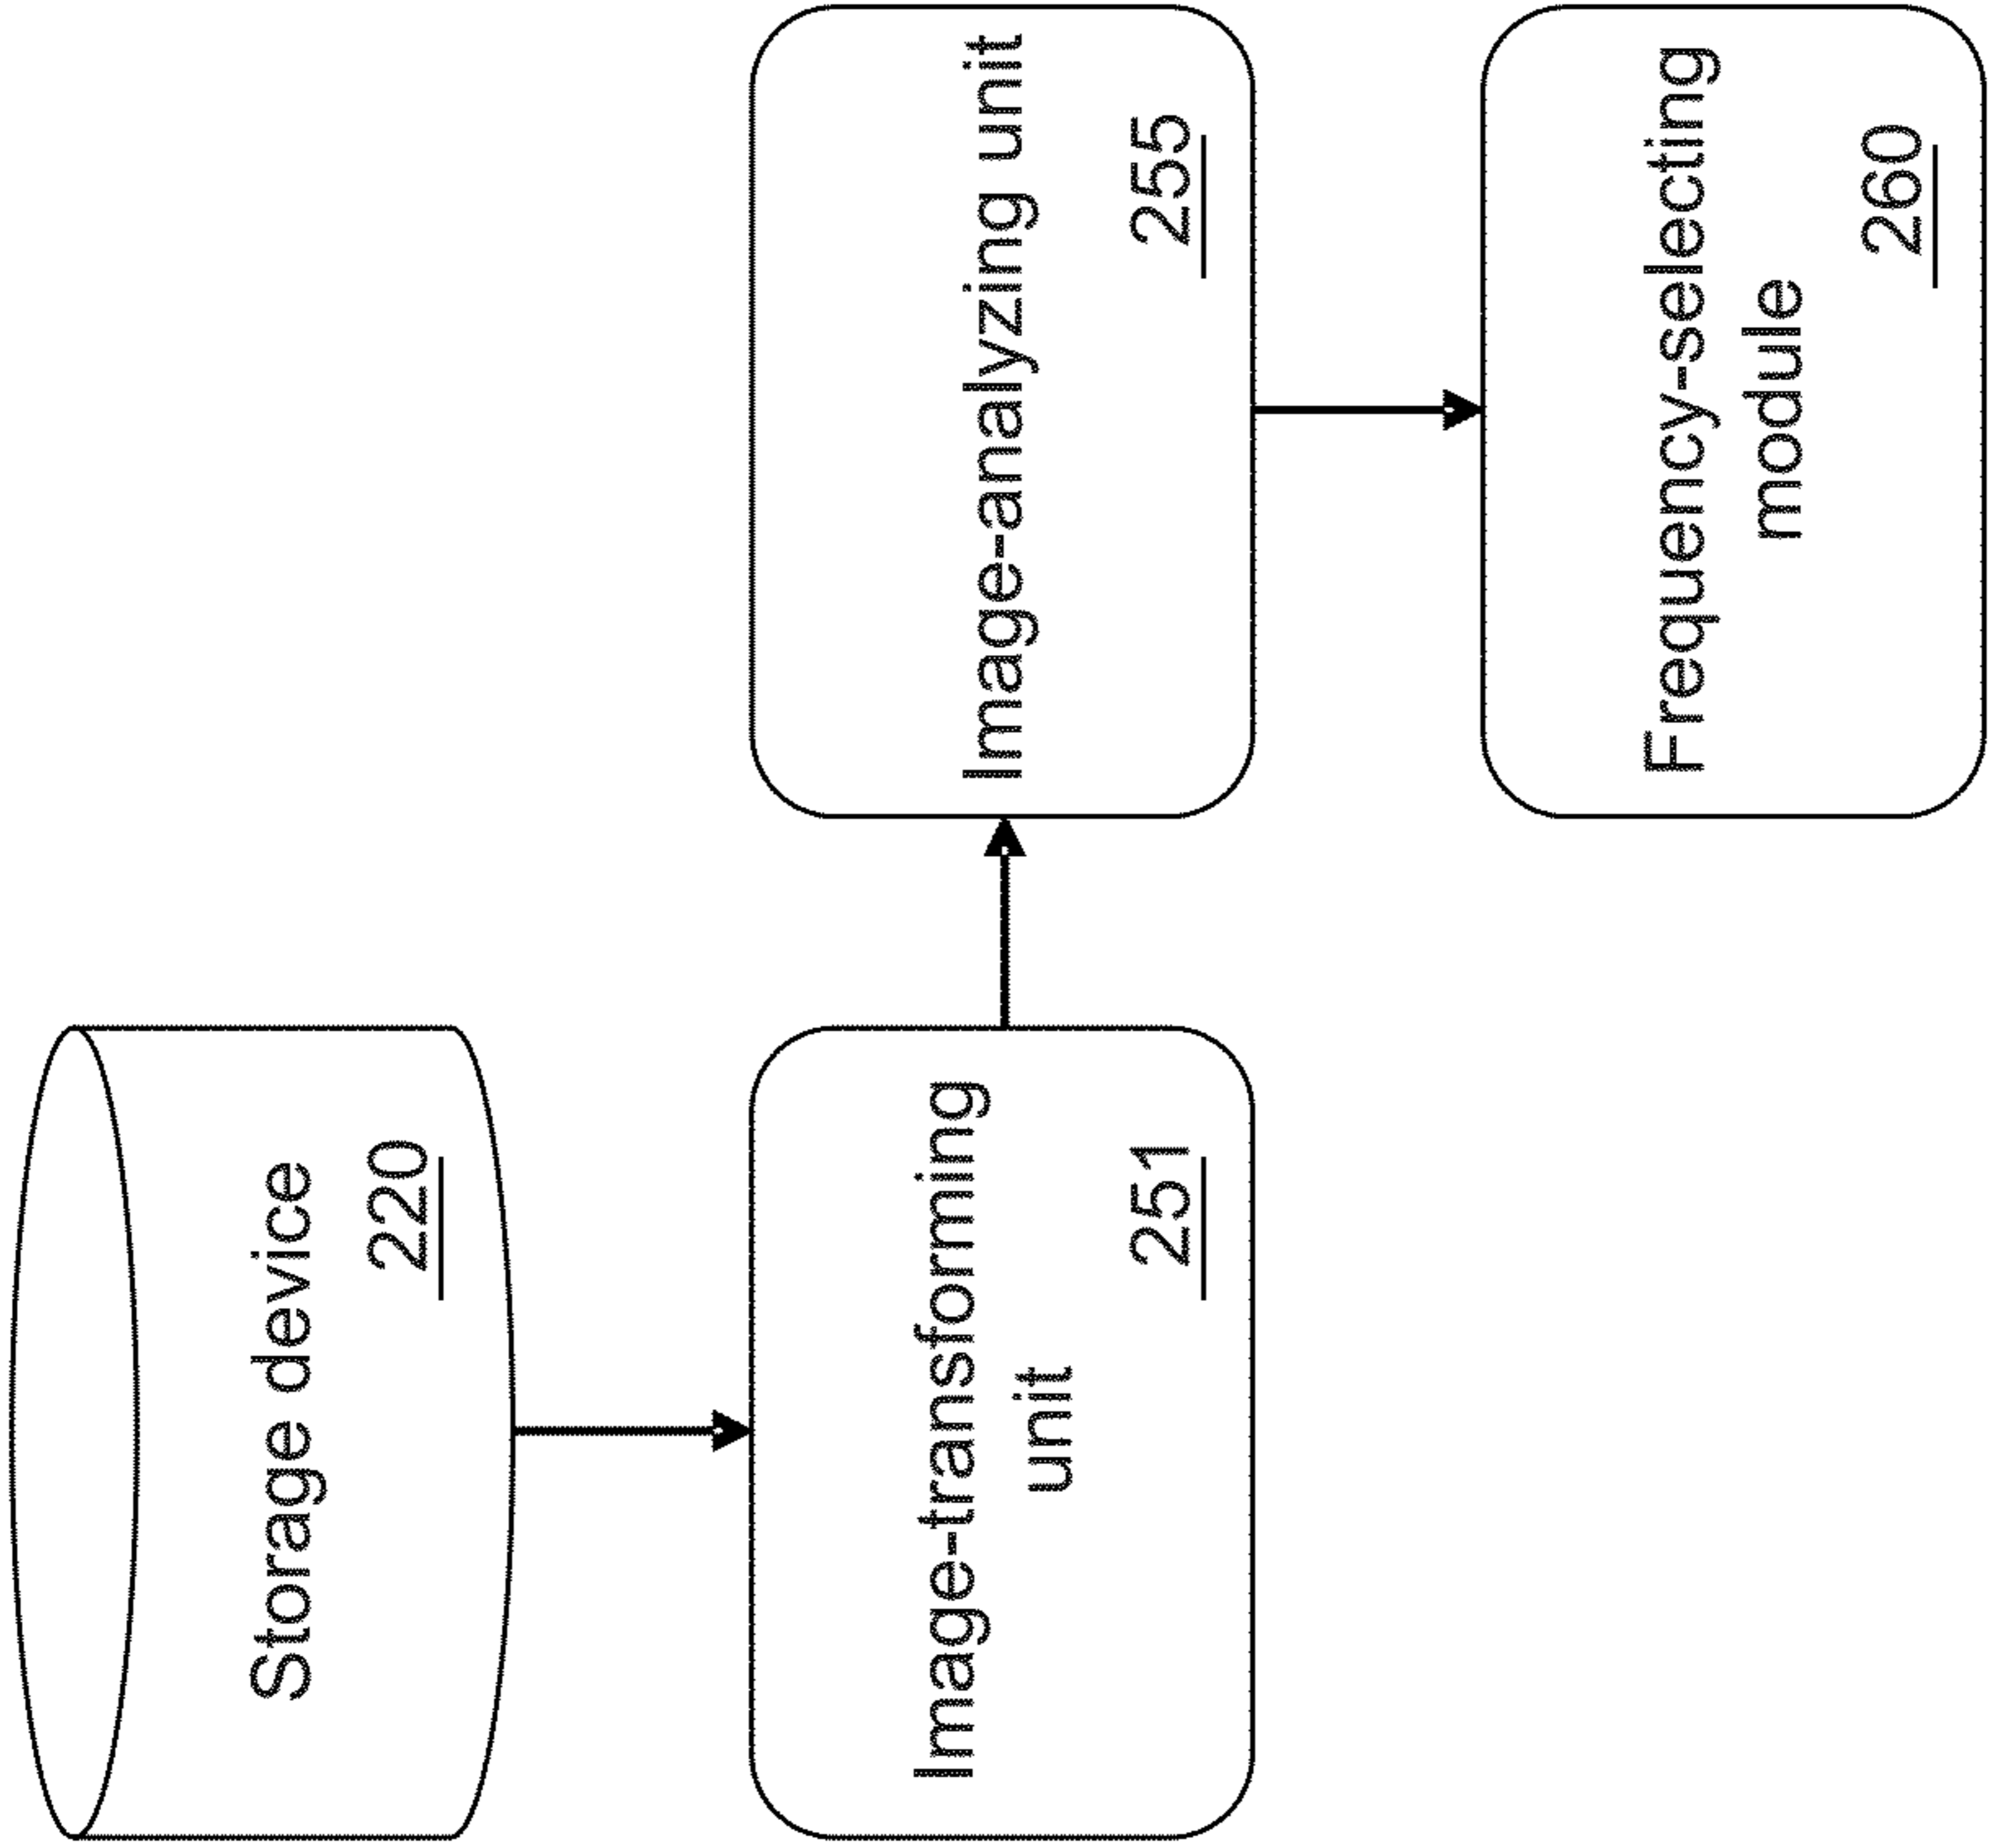 Storage device
220
Image-transforming
unit
251
Image-analyzing unit
255
Frequency-selecting
module
260